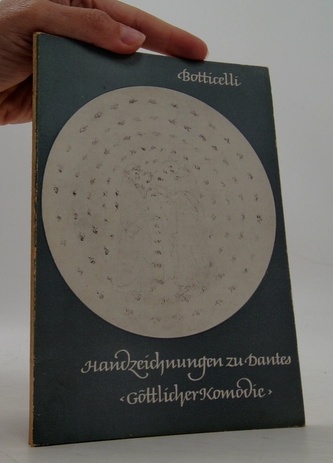 Botticelli
Handzeichnungen zu Dantes
‹Göttlicher Komödie›